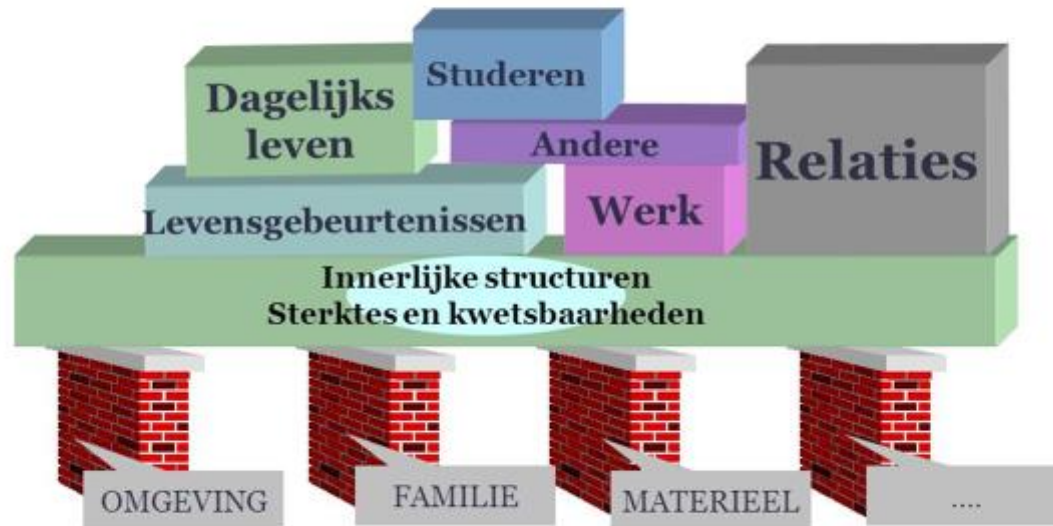 Studeren
Dagelijks
leven
Andere
Relaties
Levensgebeurtenissen
Werk
Innerlijke structuren
Sterktes en kwetsbaarheden
OMGEVING
FAMILIE
MATERIEEL
....